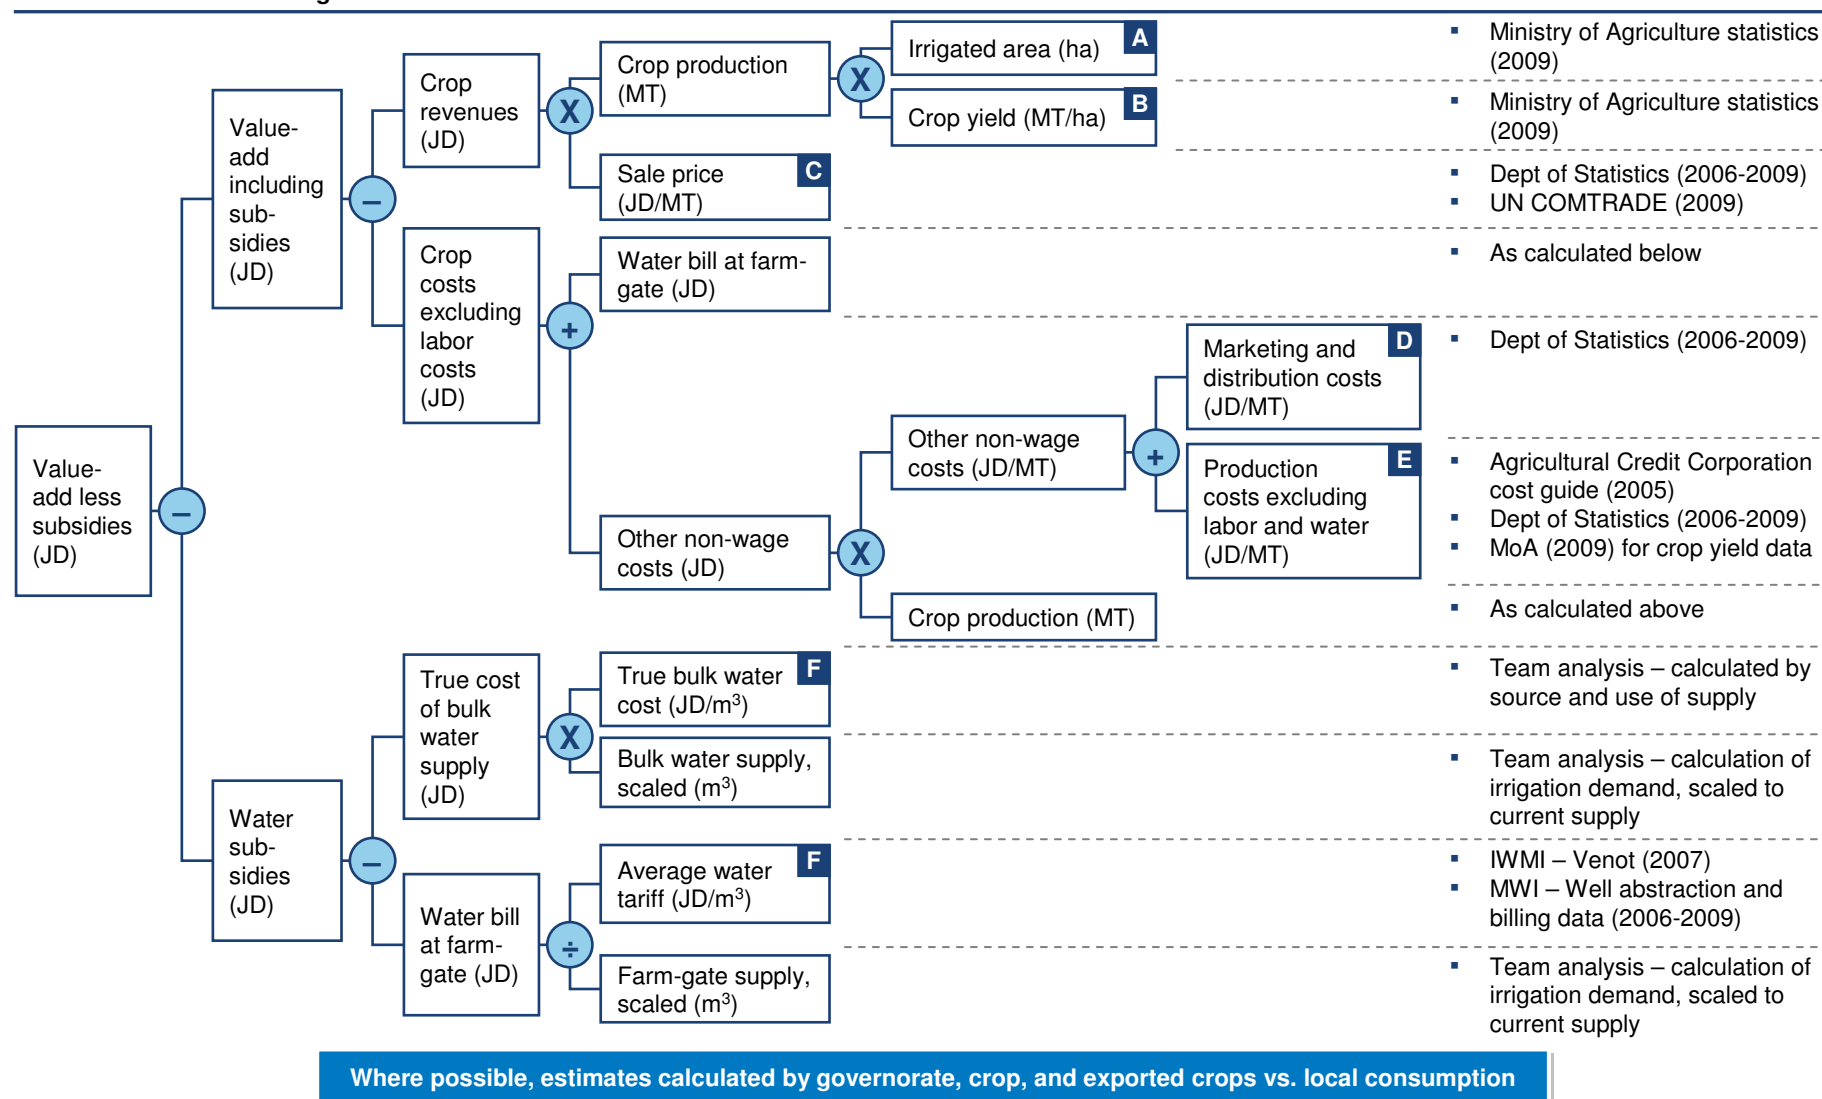 Irrigated area (ha)
A
Ministry of Agriculture statistics
(2009)
Crop production
(MT)
X
Crop
revenues
(JD)
X
Crop yield (MT/ha)
B
Ministry of Agriculture statistics
(2009)
Value-
add
including
sub-
sidies
(JD)
–
Sale price
(JD/MT)
C
Dept of Statistics (2006-2009)
UN COMTRADE (2009)
Crop
costs
excluding
labor
costs
(JD)
+
Water bill at farm-
gate (JD)
As calculated below
Marketing and
distribution costs
(JD/MT)
D
Dept of Statistics (2006-2009)
Value-
add less
subsidies
(JD)
–
Other non-wage
costs (JD/MT)
+
Production
costs excluding
labor and water
(JD/MT)
E
Agricultural Credit Corporation
cost guide (2005)
Dept of Statistics (2006-2009)
MoA (2009) for crop yield data
Other non-wage
costs (JD)
X
Crop production (MT)
As calculated above
True cost
of bulk
water
supply
(JD)
X
True bulk water
cost (JD/m³)
F
Team analysis – calculated by
source and use of supply
Bulk water supply,
scaled (m³)
Team analysis – calculation of
irrigation demand, scaled to
current supply
Water
sub-
sidies
(JD)
–
Water bill
at farm-
gate (JD)
÷
Average water
tariff (JD/m³)
F
IWMI – Venot (2007)
MWI – Well abstraction and
billing data (2006-2009)
Farm-gate supply,
scaled (m³)
Team analysis – calculation of
irrigation demand, scaled to
current supply
Where possible, estimates calculated by governorate, crop, and exported crops vs. local consumption